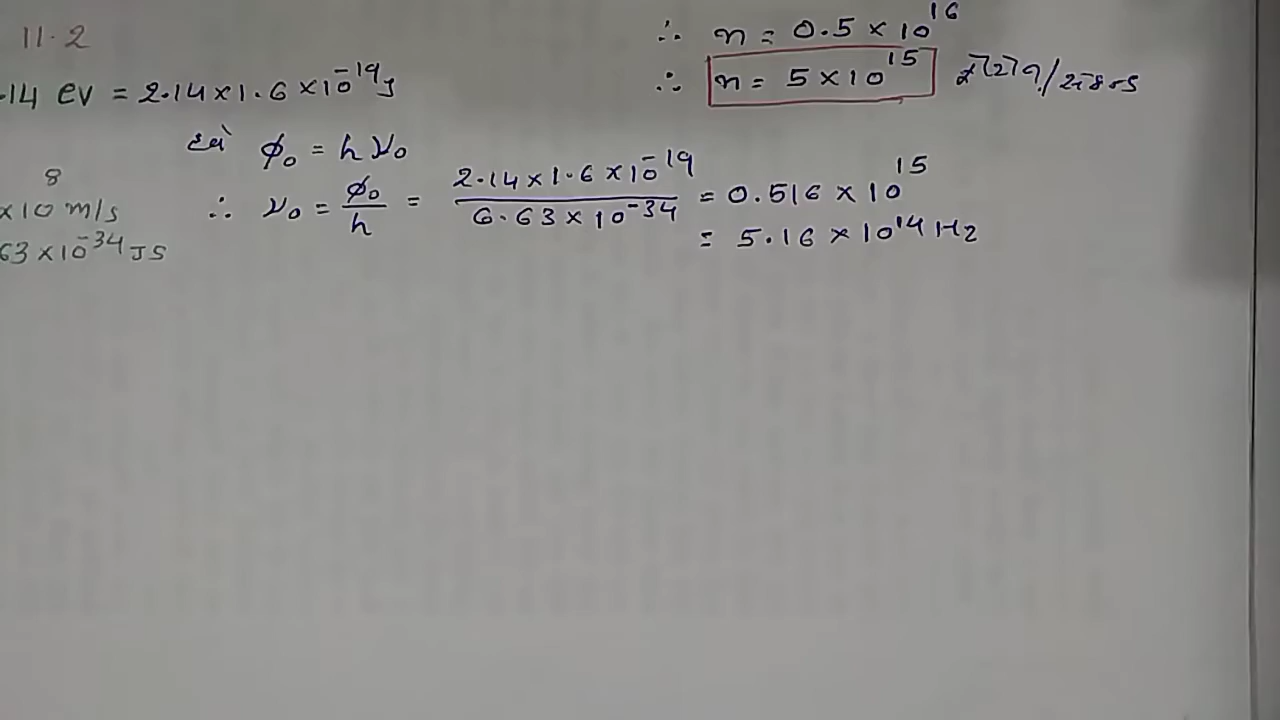 11.2
∴ n = 0.5 × 10^16
.14 ev = 2.14 × 1.6 × 10^-19 J
∴ n = 5 × 10^15
ϕ₀ = hν₀
8
× 10 m/s
∴ ν₀ = ϕ₀/h = (2.14 × 1.6 × 10^-19)/(6.63 × 10^-34) = 0.516 × 10^15
= 5.16 × 10^14 Hz
63 × 10^-34 JS